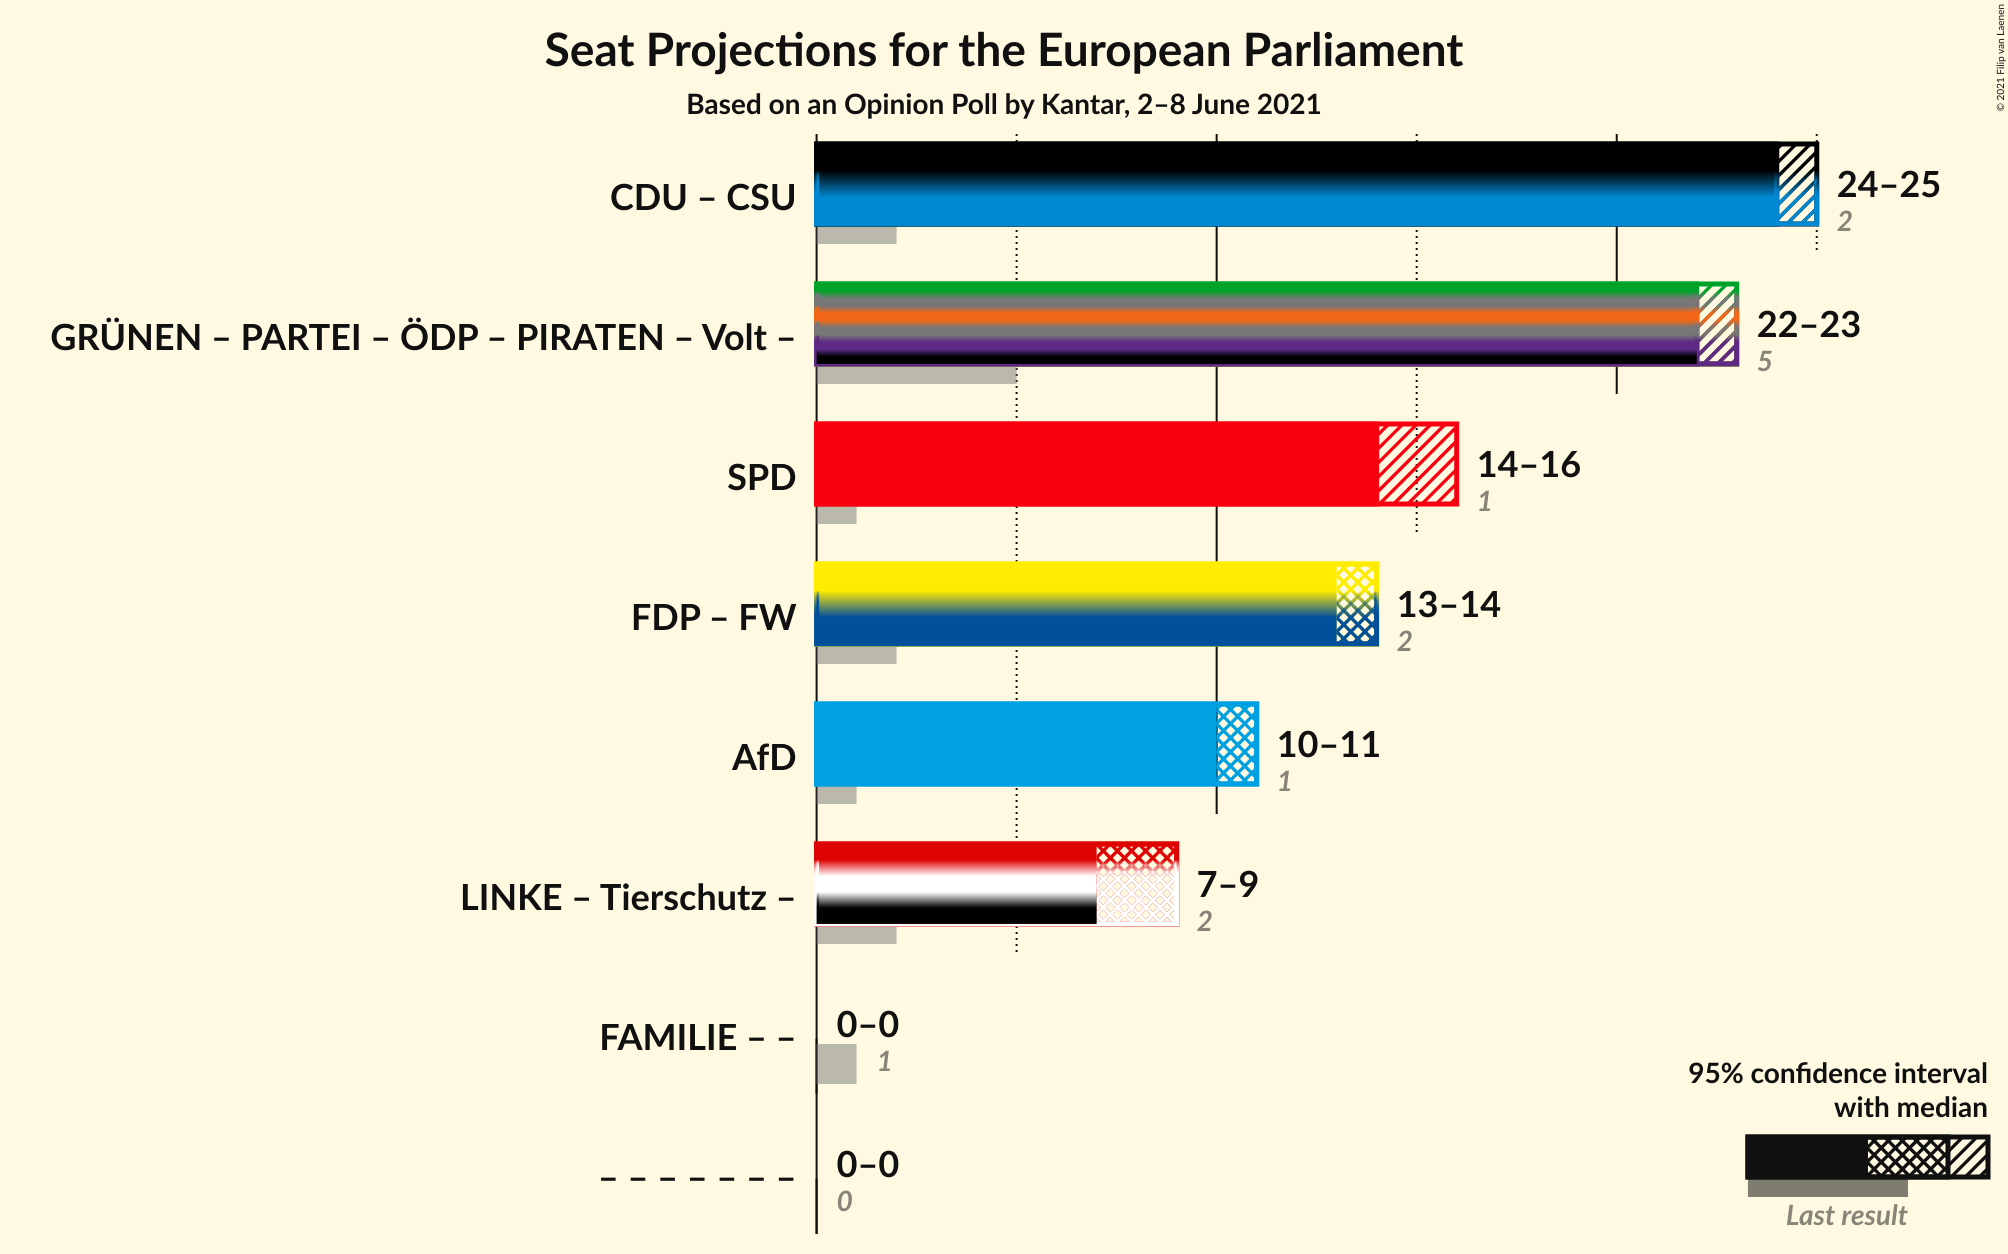 Seat Projections for the European Parliament
Based on an Opinion Poll by Kantar, 2–8 June 2021
© 2021 Filip van Laenen
CDU – CSU
24–25
2
GRÜNEN – PARTEI – ÖDP – PIRATEN – Volt –
22–23
5
SPD
14–16
1
FDP – FW
13–14
2
AfD
10–11
1
LINKE – Tierschutz –
7–9
2
FAMILIE – –
0–0
1
– – – – – – –
0–0
0
95% confidence interval
with median
Last result